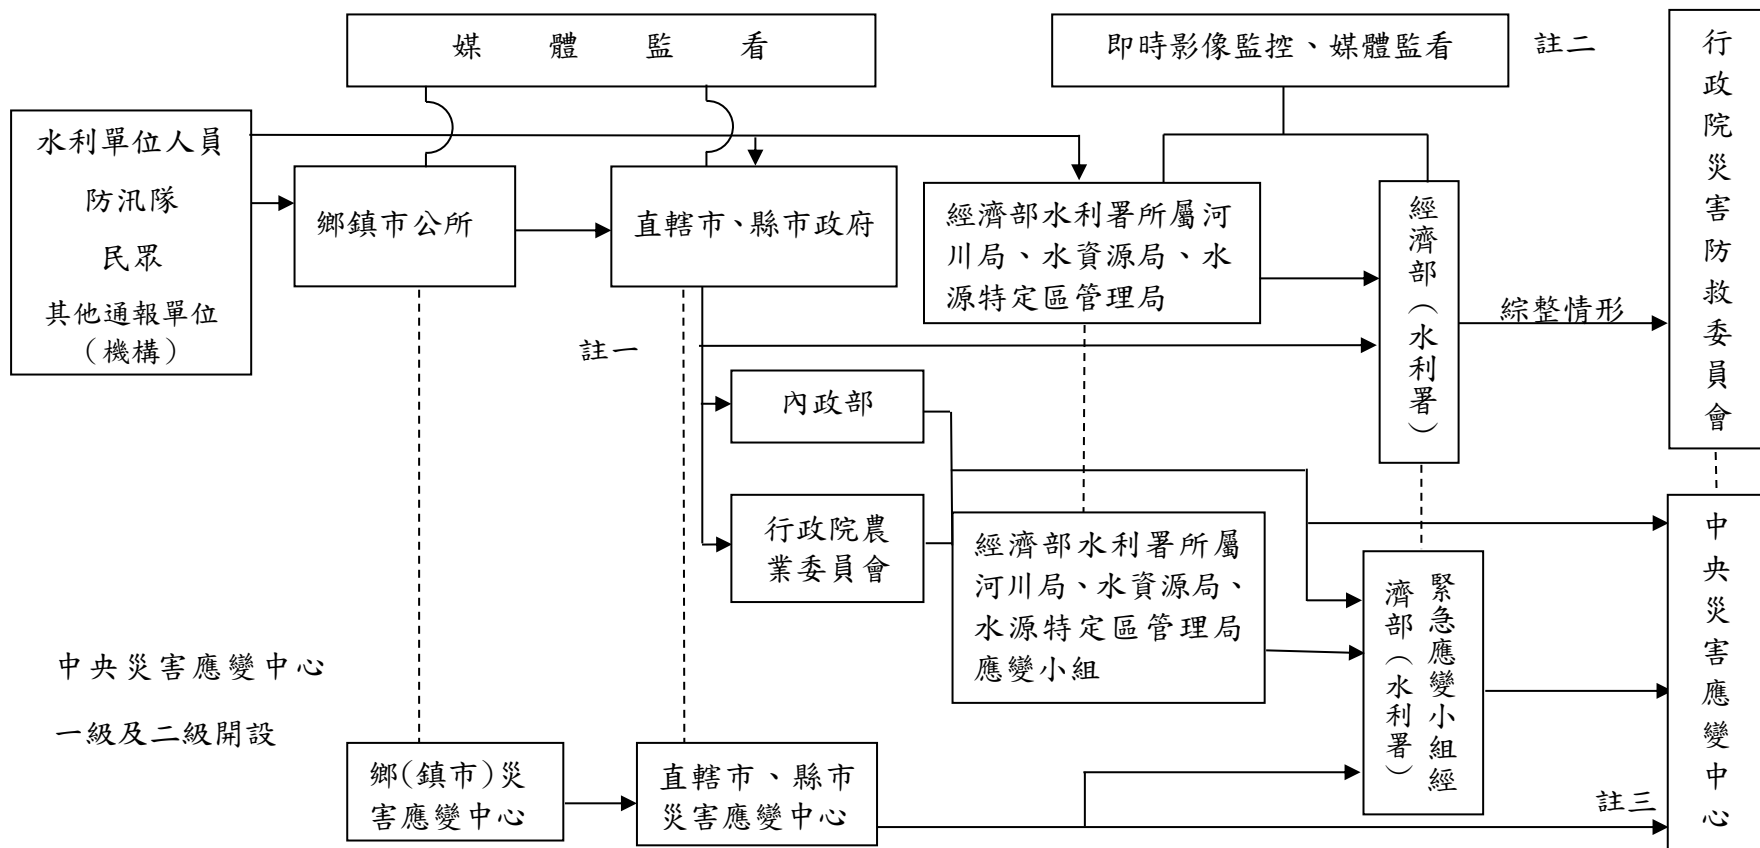 媒體監看
即時影像監控、媒體監看
註二
行政院災害防救委員會
水利單位人員
防汛隊
民眾
其他通報單位
（機構）
鄉鎮市公所
直轄市、縣市政府
經濟部水利署所屬河
川局、水資源局、水
源特定區管理局
經濟部（水利署）
綜整情形
註一
內政部
行政院農
業委員會
經濟部水利署所屬
河川局、水資源局、
水源特定區管理局
應變小組
緊急應變小組經
濟部（水利署）
中央災害應變中心
中央災害應變中心
一級及二級開設
鄉(鎮市)災
害應變中心
直轄市、縣市
災害應變中心
註三